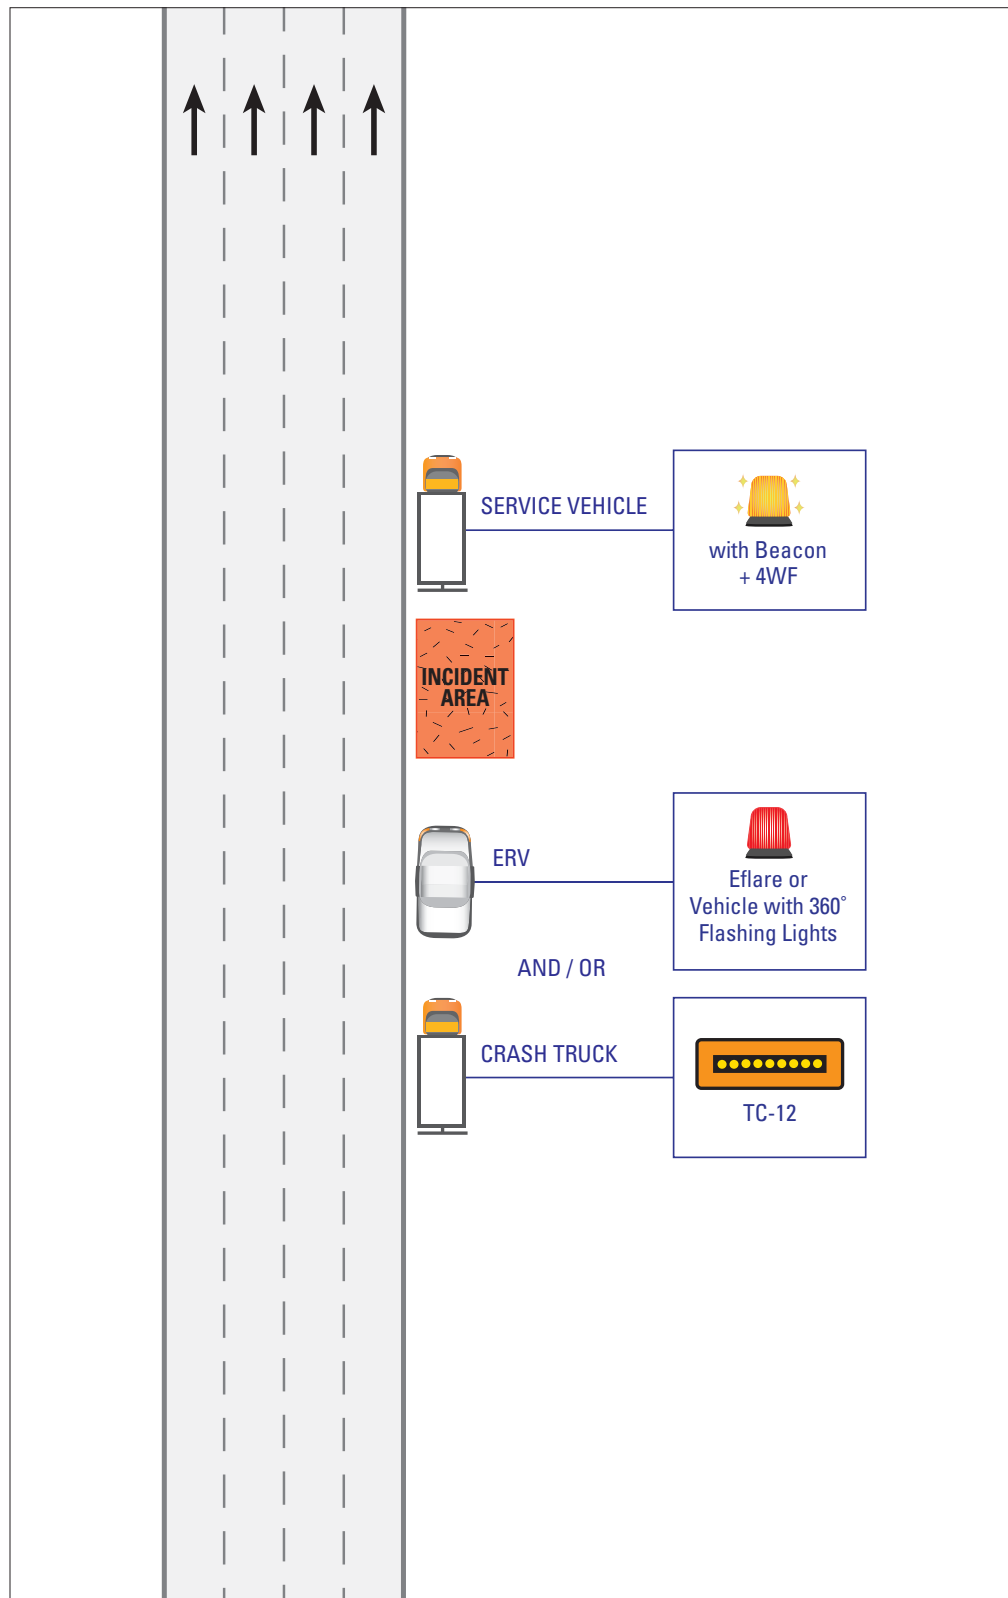 SERVICE VEHICLE
with Beacon
+ 4WF
INCIDENT
AREA
ERV
Eflare or
Vehicle with 360°
Flashing Lights
AND / OR
CRASH TRUCK
TC-12